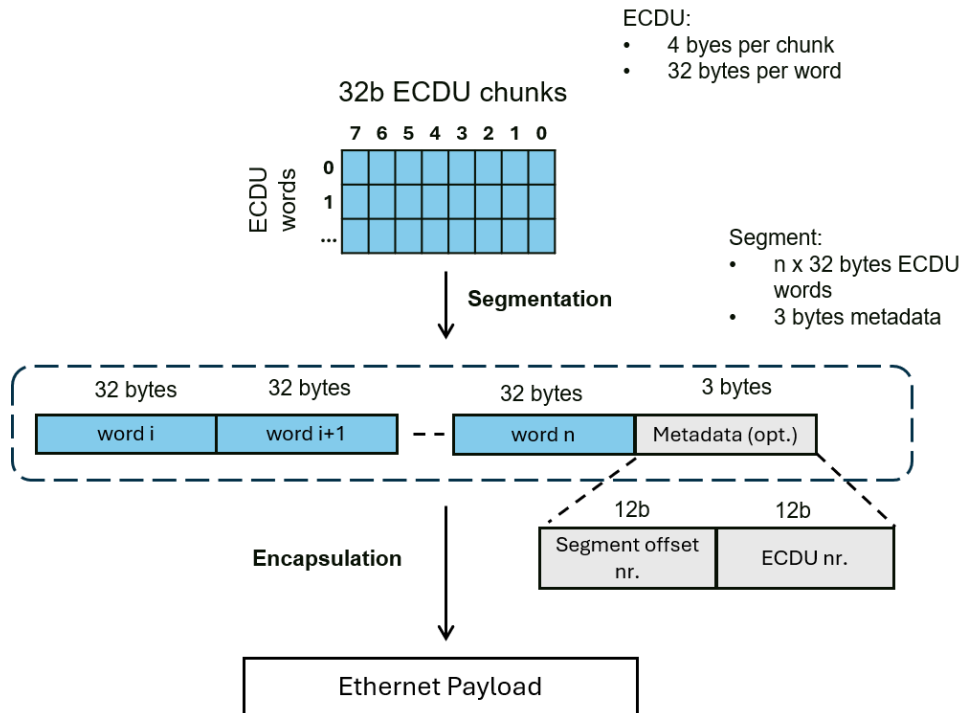 ECDU:
• 4 byes per chunk
• 32 bytes per word
32b ECDU chunks
7 6 5 4 3 2 1 0
ECDU
words
0
1
...
Segmentation
Segment:
• n x 32 bytes ECDU
words
• 3 bytes metadata
32 bytes 32 bytes 32 bytes 3 bytes
word i word i+1 word n Metadata (opt.)
12b 12b
Segment offset
nr.
ECDU nr.
Encapsulation
Ethernet Payload